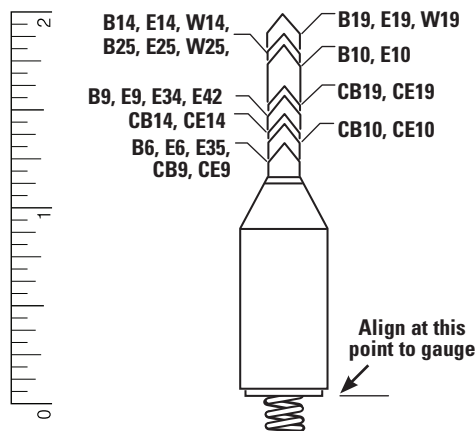 2
1
0
B14, E14, W14,
B25, E25, W25,
B9, E9, E34, E42
CB14, CE14
B6, E6, E35,
CB9, CE9
B19, E19, W19
B10, E10
CB19, CE19
CB10, CE10
Align at this
point to gauge